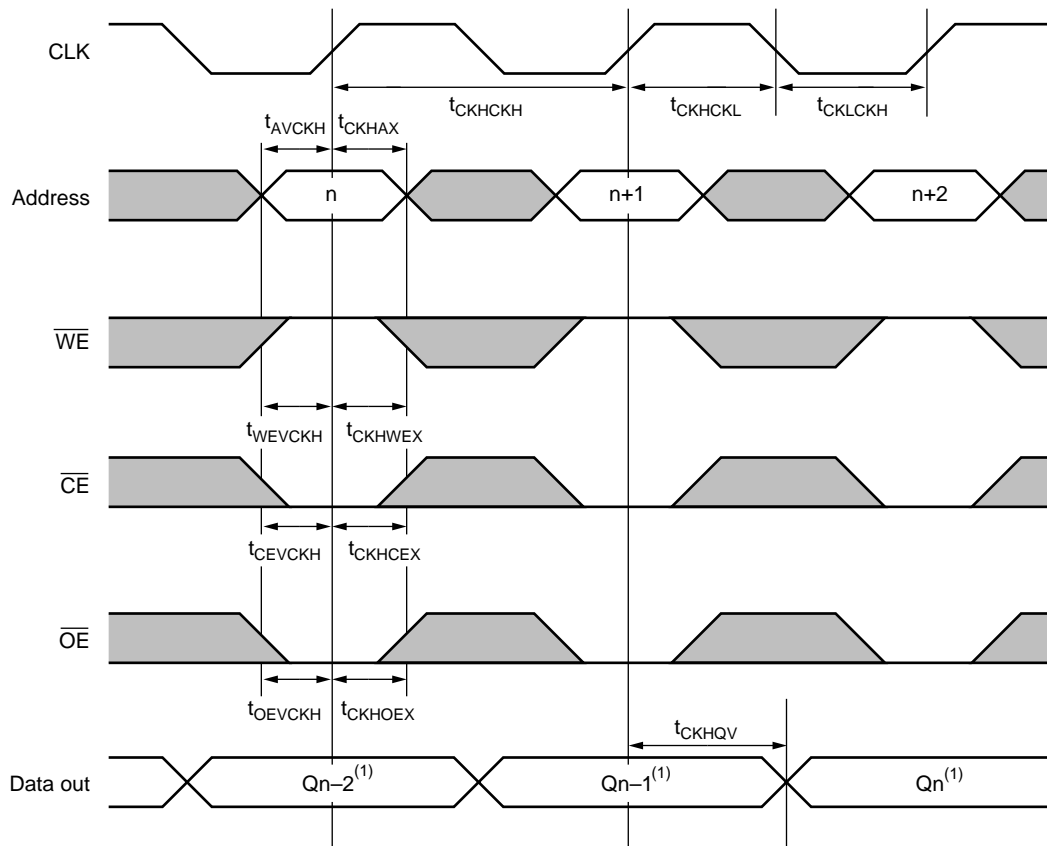 CLK
tCKHCKH
tCKHCKL
tCKLCKH
tAVCKH
tCKHAX
Address
n
n+1
n+2
WE
tWEVCKH
tCKHWEX
CE
tCEVCKH
tCKHCEX
OE
tOEVCKH
tCKHOEX
tCKHQV
Data out
Qn–2(1)
Qn–1(1)
Qn(1)